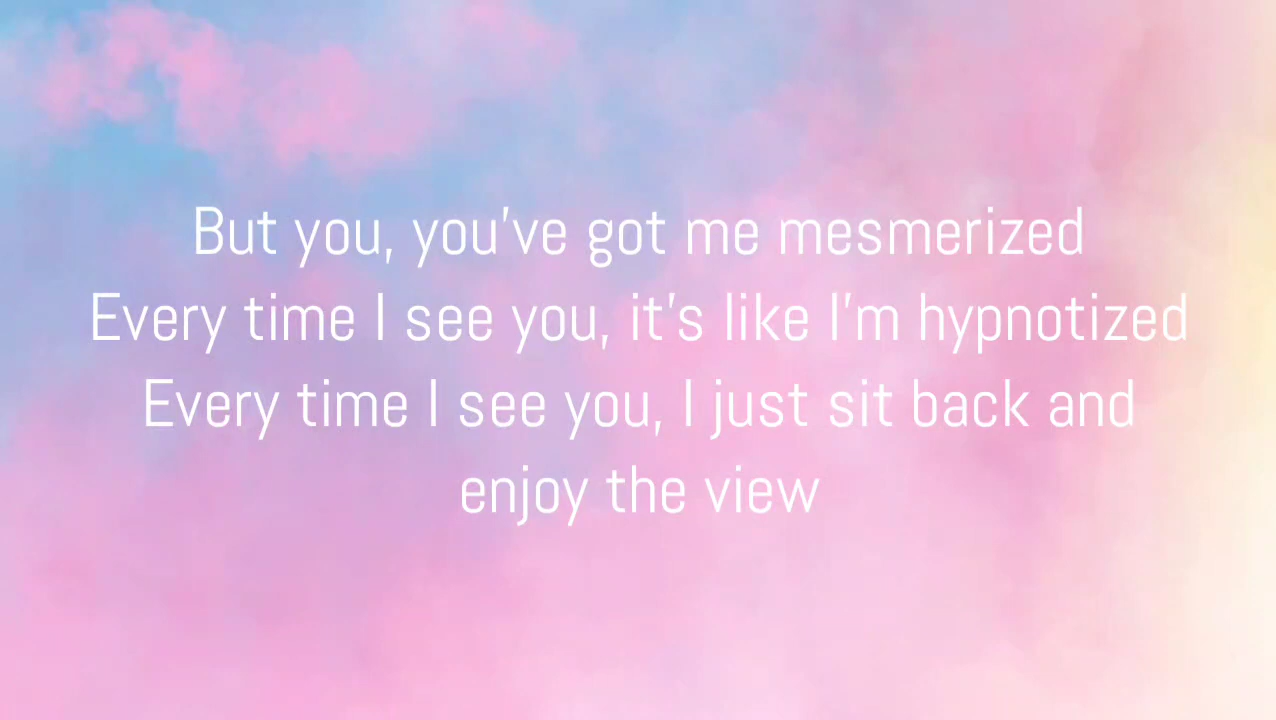 But you, you've got me mesmerized
Every time I see you, it's like I'm hypnotized
Every time I see you, I just sit back and
enjoy the view